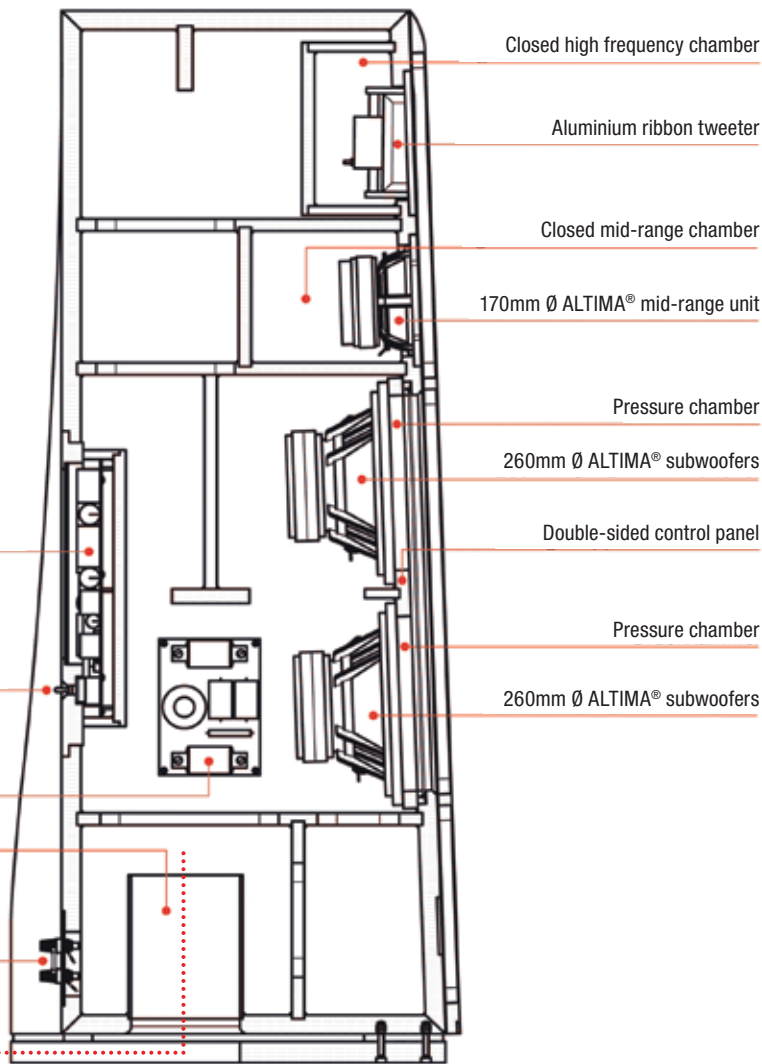 Closed high frequency chamber
Aluminium ribbon tweeter
Closed mid-range chamber
170mm Ø ALTIMA® mid-range unit
Pressure chamber
260mm Ø ALTIMA® subwoofers
Double-sided control panel
Pressure chamber
260mm Ø ALTIMA® subwoofers